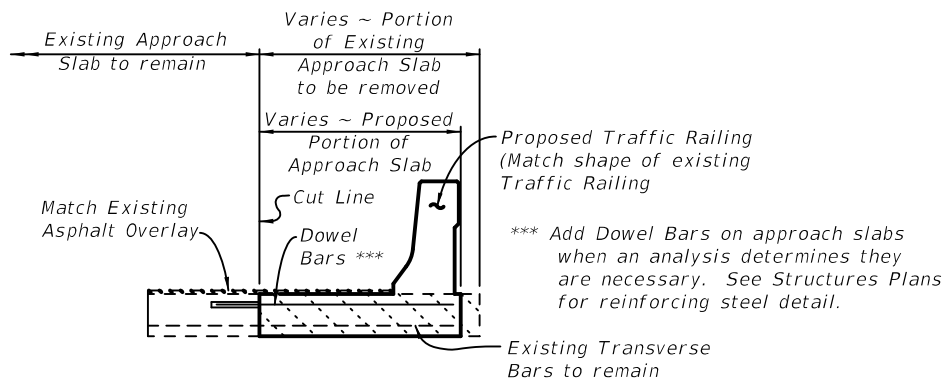 Existing Approach
Slab to remain
Varies ~ Portion
of Existing
Approach Slab
to be removed
Varies ~ Proposed
Portion of
Approach Slab
Proposed Traffic Railing
(Match shape of existing
Traffic Railing
Cut Line
Match Existing
Asphalt Overlay
Dowel
Bars ***
*** Add Dowel Bars on approach slabs
when an analysis determines they
are necessary. See Structures Plans
for reinforcing steel detail.
Existing Transverse
Bars to remain